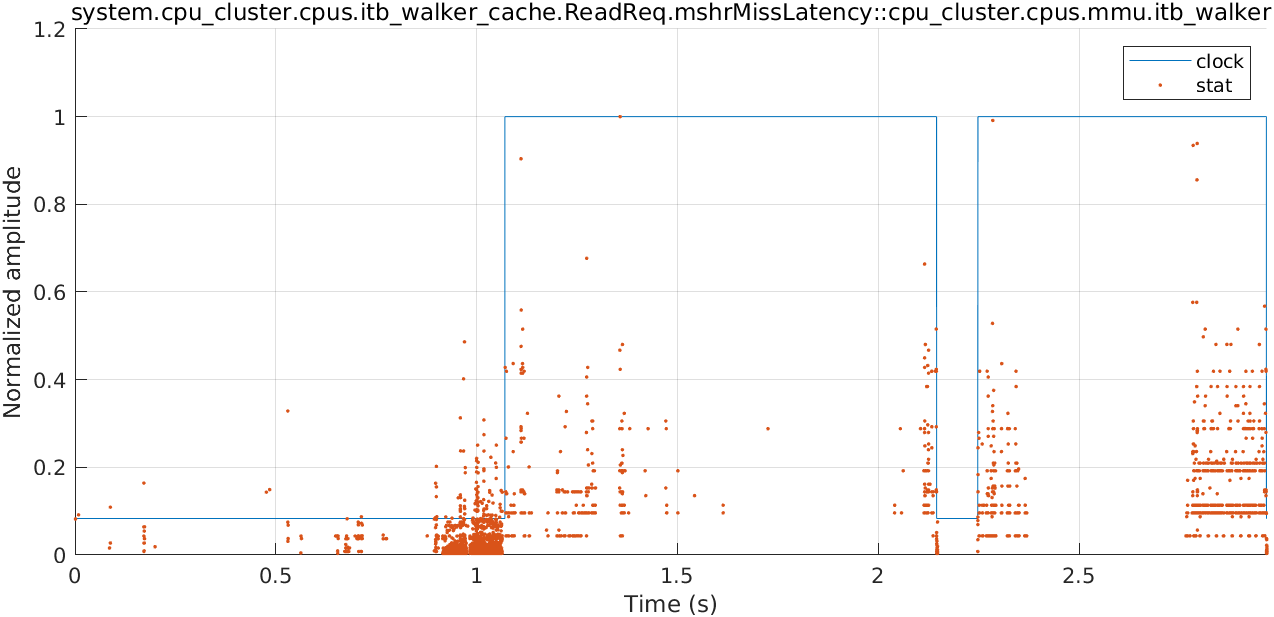 system.cpu_cluster.cpus.itb_walker_cache.ReadReq.mshrMissLatency::cpu_cluster.cpus.mmu.itb_walker
1.2
1
0.8
0.6
0.4
0.2
0
Normalized amplitude
clock
stat
0 0.5 1 1.5 2 2.5
Time (s)